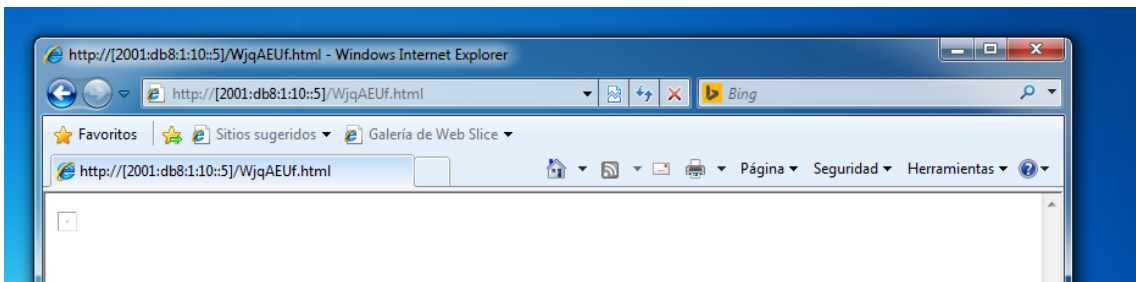 http://[2001:db8:1:10::5]/WjqAEUf.html - Windows Internet Explorer
http://[2001:db8:1:10::5]/WjqAEUf.html Bing
Favoritos Sitios sugeridos Galería de Web Slice
http://[2001:db8:1:10::5]/WjqAEUf.html Página Seguridad Herramientas